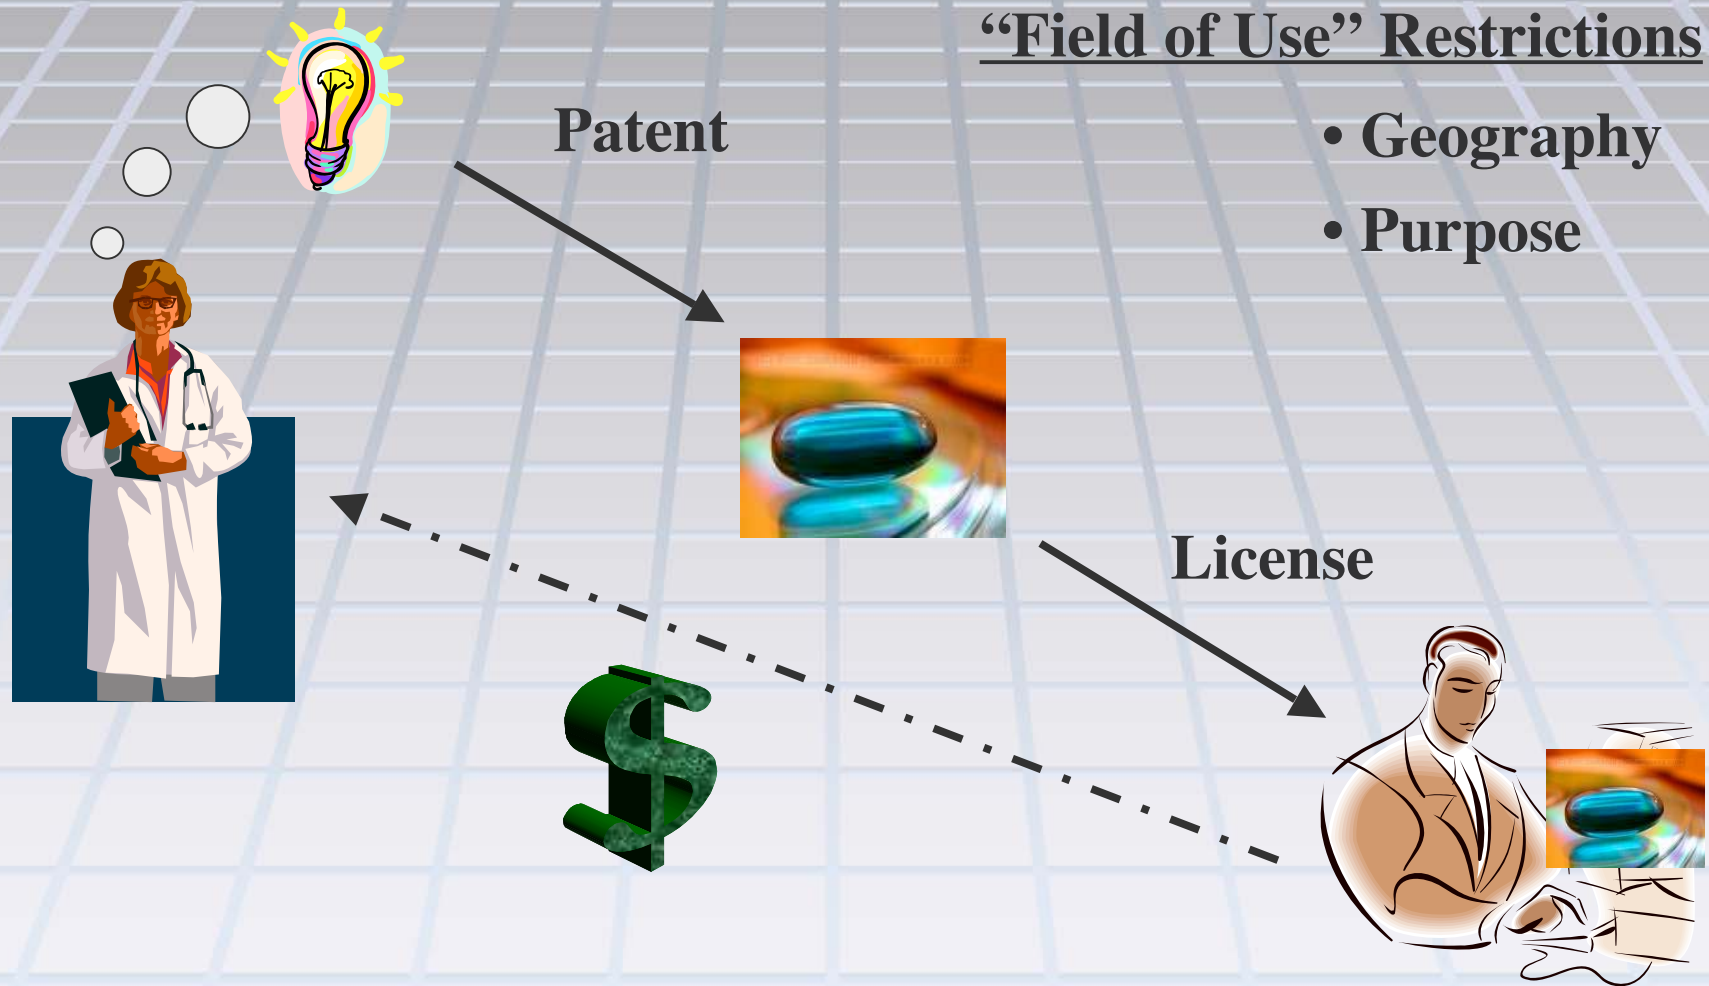 “Field of Use” Restrictions
Patent
• Geography
• Purpose
License